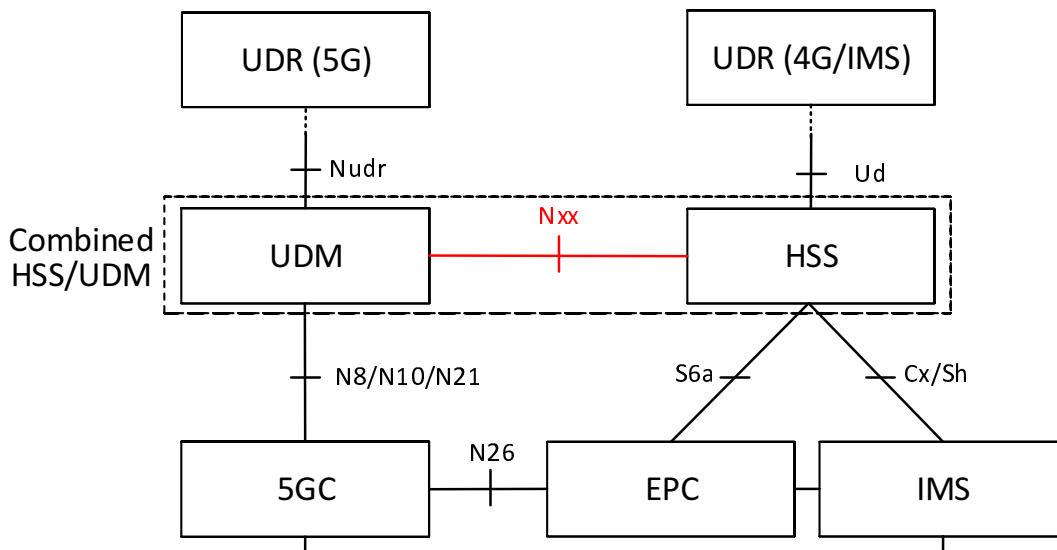 UDR (5G)
UDR (4G/IMS)
Nudr
Ud
Combined
HSS/UDM
UDM
Nxx
HSS
N8/N10/N21
S6a
Cx/Sh
5GC
N26
EPC
IMS